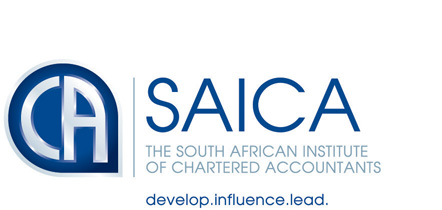 CA
SAICA
THE SOUTH AFRICAN INSTITUTE
OF CHARTERED ACCOUNTANTS
develop.influence.lead.